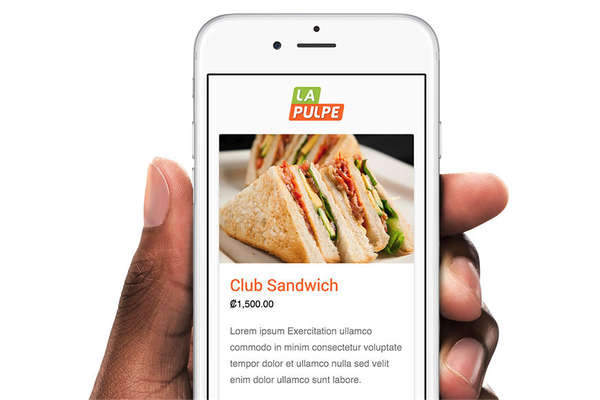 LA
PULPE
Club Sandwich
₡1,500.00
Lorem ipsum Exercitation ullamco
commodo in minim consectetur voluptate
tempor dolor et ullamco nulla sed velit
enim dolor ullamco sunt labore.